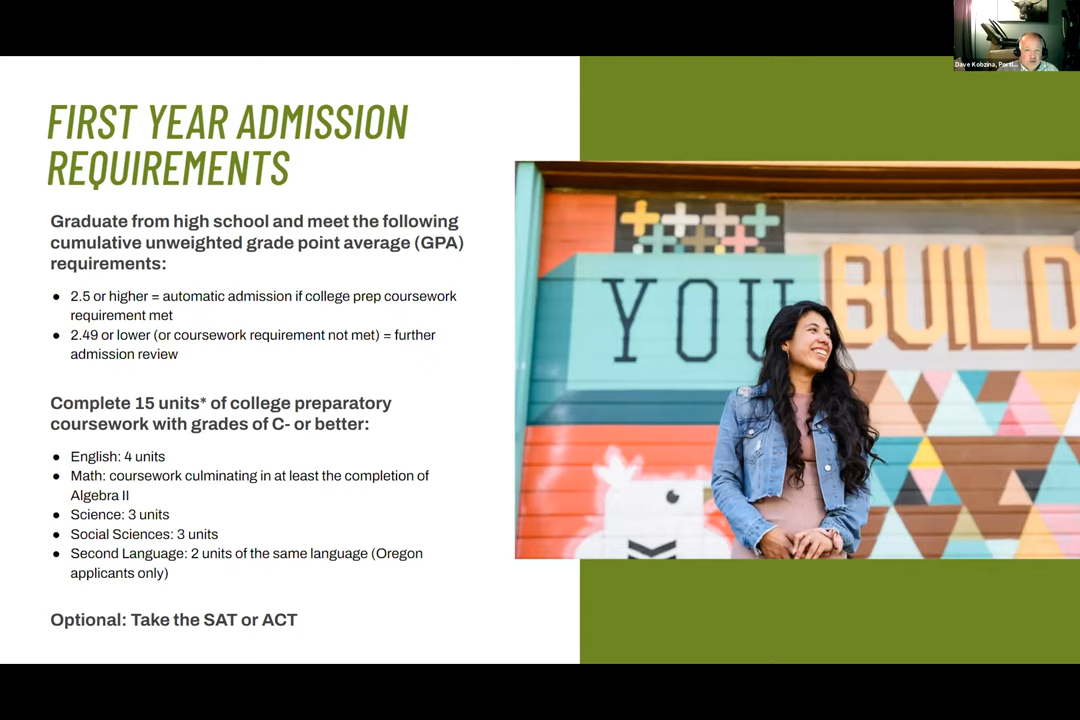 Dave Kobzina, Portl...
FIRST YEAR ADMISSION
REQUIREMENTS
Graduate from high school and meet the following
cumulative unweighted grade point average (GPA)
requirements:
● 2.5 or higher = automatic admission if college prep coursework
requirement met
● 2.49 or lower (or coursework requirement not met) = further
admission review
Complete 15 units* of college preparatory
coursework with grades of C- or better:
● English: 4 units
● Math: coursework culminating in at least the completion of
Algebra II
● Science: 3 units
● Social Sciences: 3 units
● Second Language: 2 units of the same language (Oregon
applicants only)
Optional: Take the SAT or ACT
YOU BUILD